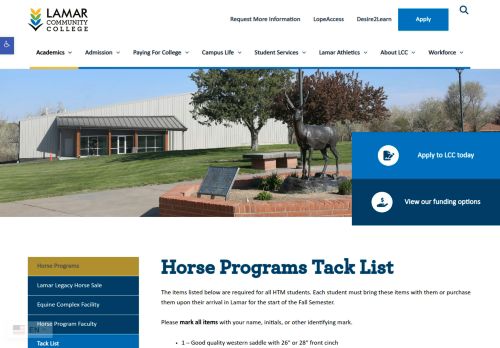 LAMAR
COMMUNITY
COLLEGE
Request More Information
LopeAccess
Desire2Learn
Apply
Academics
Admission
Paying For College
Campus Life
Student Services
Lamar Athletics
About LCC
Workforce
Apply to LCC today
View our funding options
Horse Programs
Lamar Legacy Horse Sale
Equine Complex Facility
Horse Program Faculty
Tack List
EN
Horse Programs Tack List
The items listed below are required for all HTM students. Each student must bring these items with them or purchase
them upon their arrival in Lamar for the start of the Fall Semester.
Please mark all items with your name, initials, or other identifying mark.
• 1 – Good quality western saddle with 26" or 28" front cinch